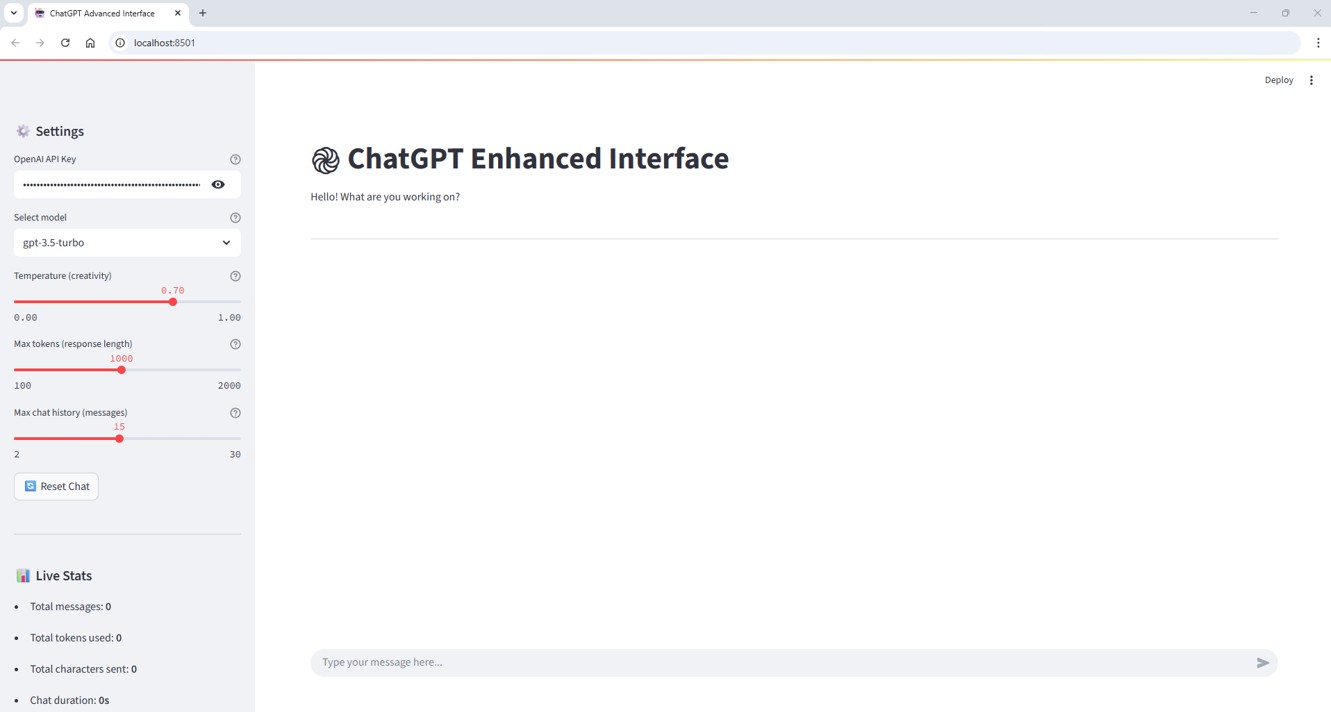 ChatGPT Advanced Interface
localhost:8501
Deploy
Settings
OpenAI API Key
Select model
gpt-3.5-turbo
Temperature (creativity)
0.70
0.00 1.00
Max tokens (response length)
1000
100 2000
Max chat history (messages)
15
2 30
Reset Chat
Live Stats
Total messages: 0
Total tokens used: 0
Total characters sent: 0
Chat duration: 0s
ChatGPT Enhanced Interface
Hello! What are you working on?
Type your message here...